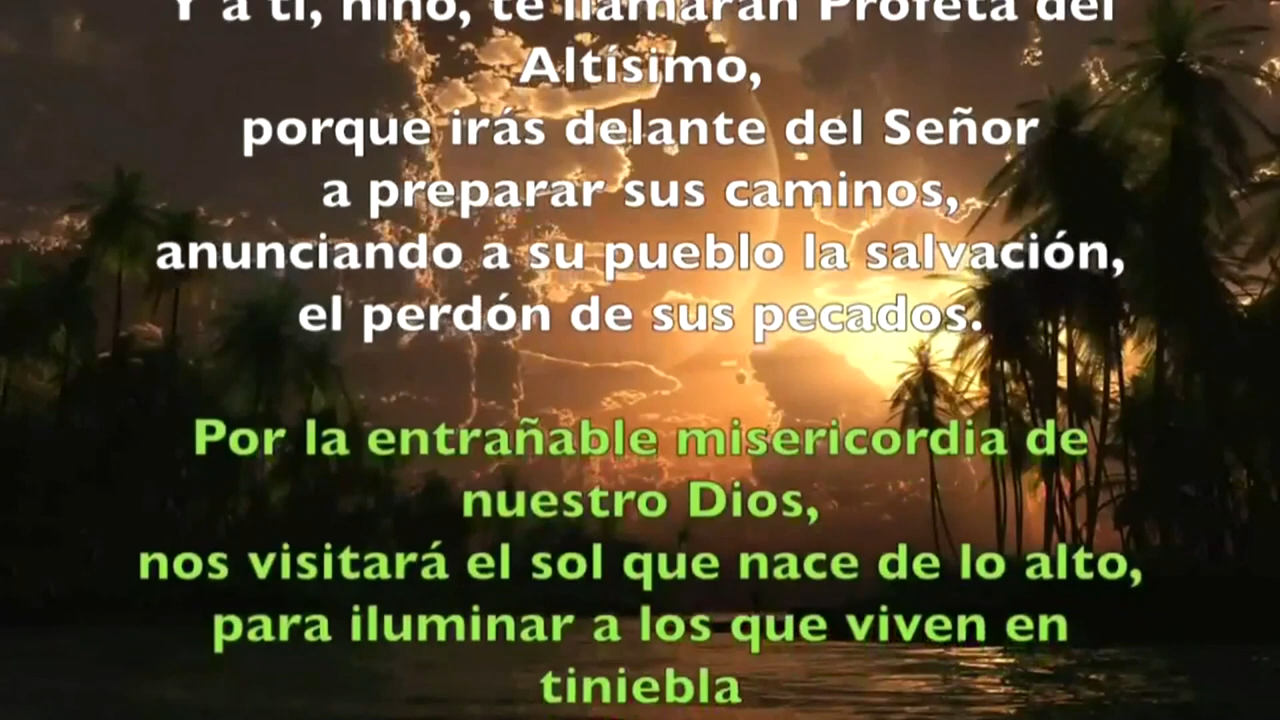 Y a ti, niño, te llamarán Profeta del
Altísimo,
porque irás delante del Señor
a preparar sus caminos,
anunciando a su pueblo la salvación,
el perdón de sus pecados.
Por la entrañable misericordia de
nuestro Dios,
nos visitará el sol que nace de lo alto,
para iluminar a los que viven en
tiniebla